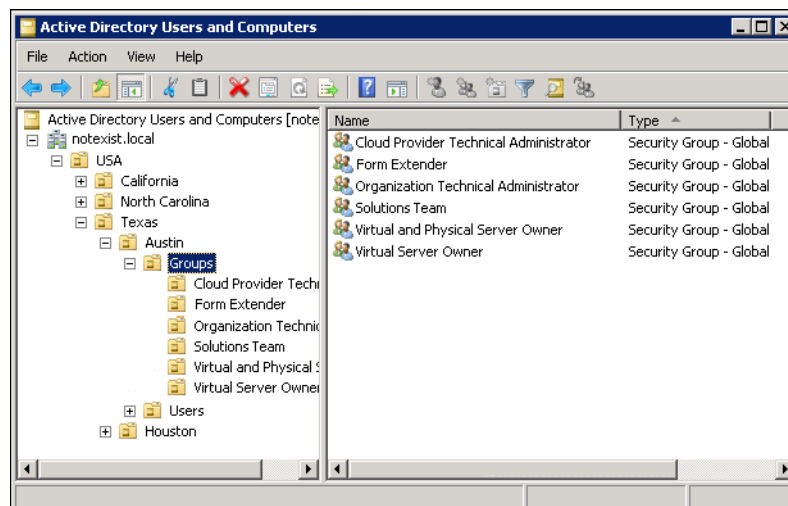 Active Directory Users and Computers
File Action View Help
Active Directory Users and Computers [note
notexist.local
USA
California
North Carolina
Texas
Austin
Groups
Cloud Provider Techn
Form Extender
Organization Technic
Solutions Team
Virtual and Physical S
Virtual Server Owner
Users
Houston
Name Type
Cloud Provider Technical Administrator Security Group - Global
Form Extender Security Group - Global
Organization Technical Administrator Security Group - Global
Solutions Team Security Group - Global
Virtual and Physical Server Owner Security Group - Global
Virtual Server Owner Security Group - Global